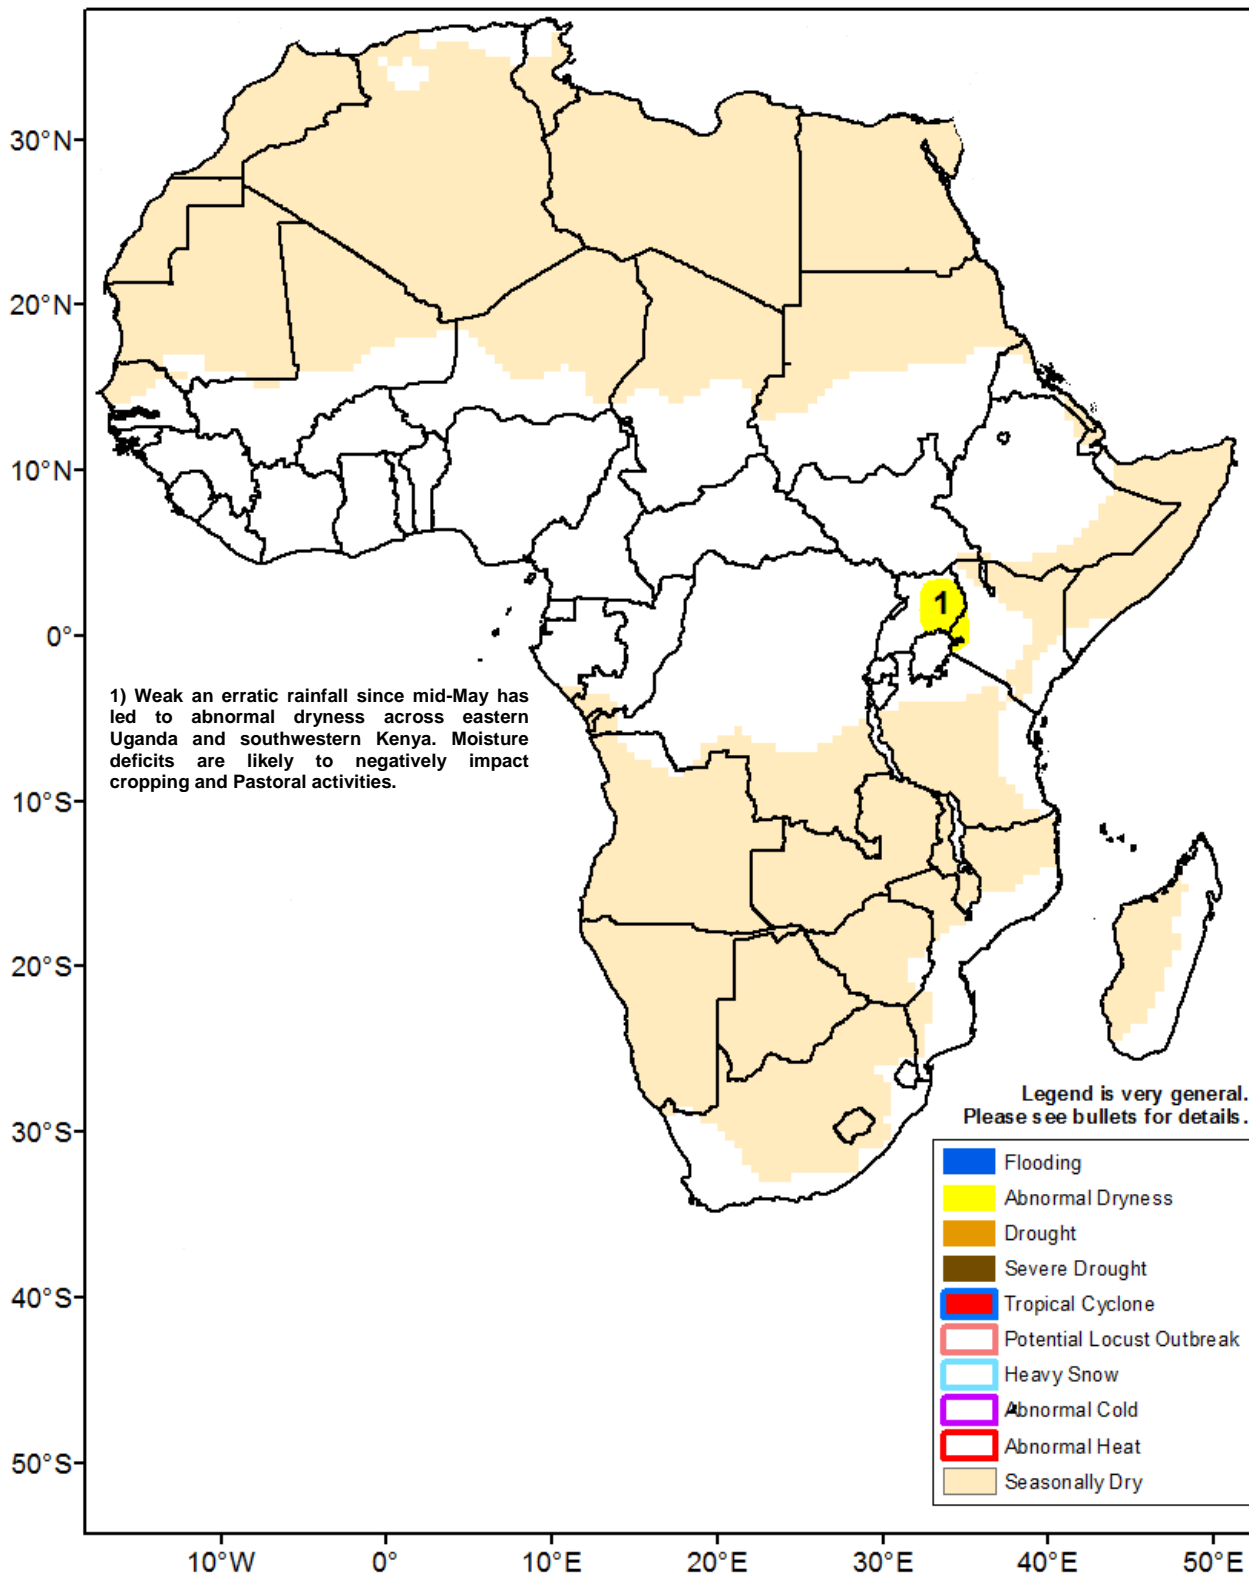 30°N
20°N
10°N
0°
1
1) Weak an erratic rainfall since mid-May has
led to abnormal dryness across eastern
Uganda and southwestern Kenya. Moisture
deficits are likely to negatively impact
cropping and Pastoral activities.
10°S
20°S
30°S
40°S
50°S
Legend is very general.
Please see bullets for details.
Flooding
Abnormal Dryness
Drought
Severe Drought
Tropical Cyclone
Potential Locust Outbreak
Heavy Snow
Abnormal Cold
Abnormal Heat
Seasonally Dry
10°W
0°
10°E
20°E
30°E
40°E
50°E